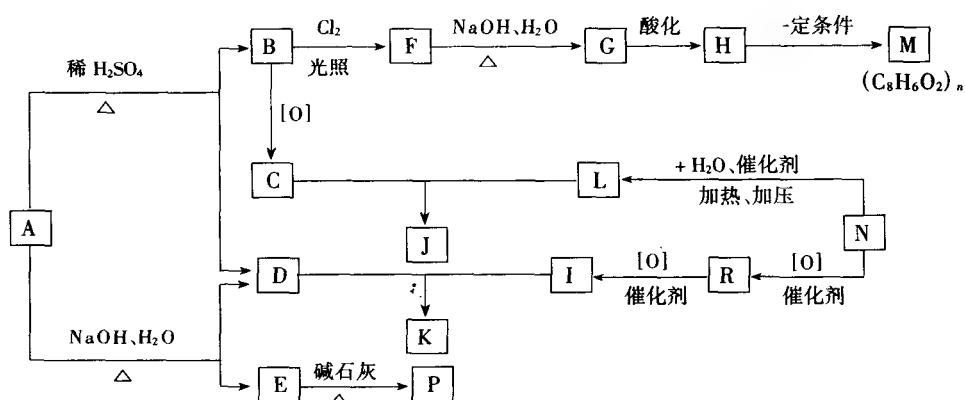 B Cl₂ 光照 F NaOH、H₂O △ G 酸化 H 一定条件 M
(C₈H₆O₂)ₙ
稀 H₂SO₄
△
[O]
C L + H₂O、催化剂
加热、加压
A J N
D I [O] 催化剂 R [O] 催化剂
K
NaOH、H₂O
△
E 碱石灰 △ P